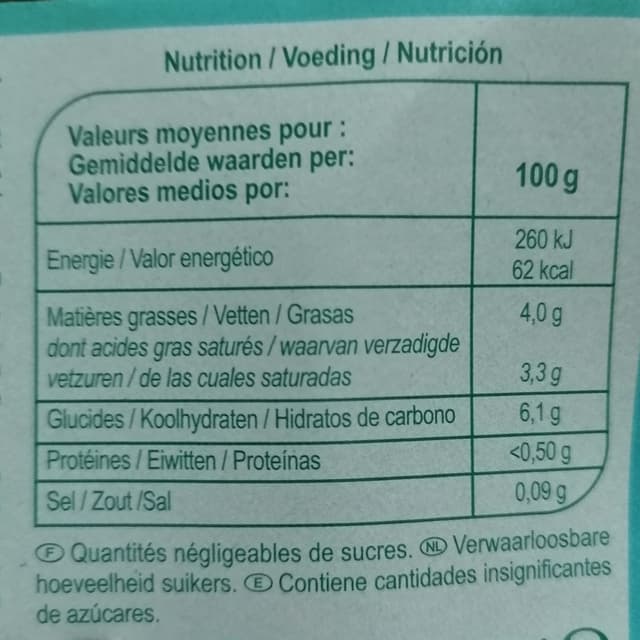 Nutrition / Voeding / Nutrición
Valeurs moyennes pour :
Gemiddelde waarden per:
Valores medios por:
100 g
Energie / Valor energético
260 kJ
62 kcal
Matières grasses / Vetten / Grasas
4,0 g
dont acides gras saturés / waarvan verzadigde
vetzuren / de las cuales saturadas
3,3 g
Glucides / Koolhydraten / Hidratos de carbono
6,1 g
Protéines / Eiwitten / Proteínas
<0,50 g
Sel / Zout /Sal
0,09 g
Ⓕ Quantités négligeables de sucres. NL Verwaarloosbare
hoeveelheid suikers. Ⓔ Contiene cantidades insignificantes
de azúcares.